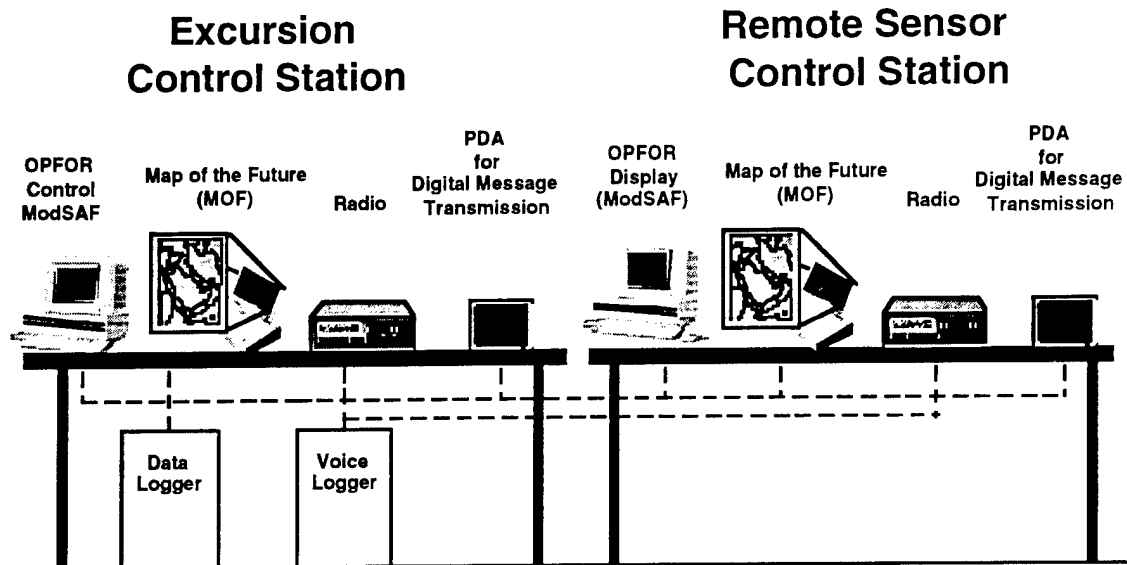 Excursion
Control Station
Remote Sensor
Control Station
OPFOR
Control
ModSAF
Map of the Future
(MOF)
Radio
PDA
for
Digital Message
Transmission
OPFOR
Display
(ModSAF)
Map of the Future
(MOF)
Radio
PDA
for
Digital Message
Transmission
Data
Logger
Voice
Logger